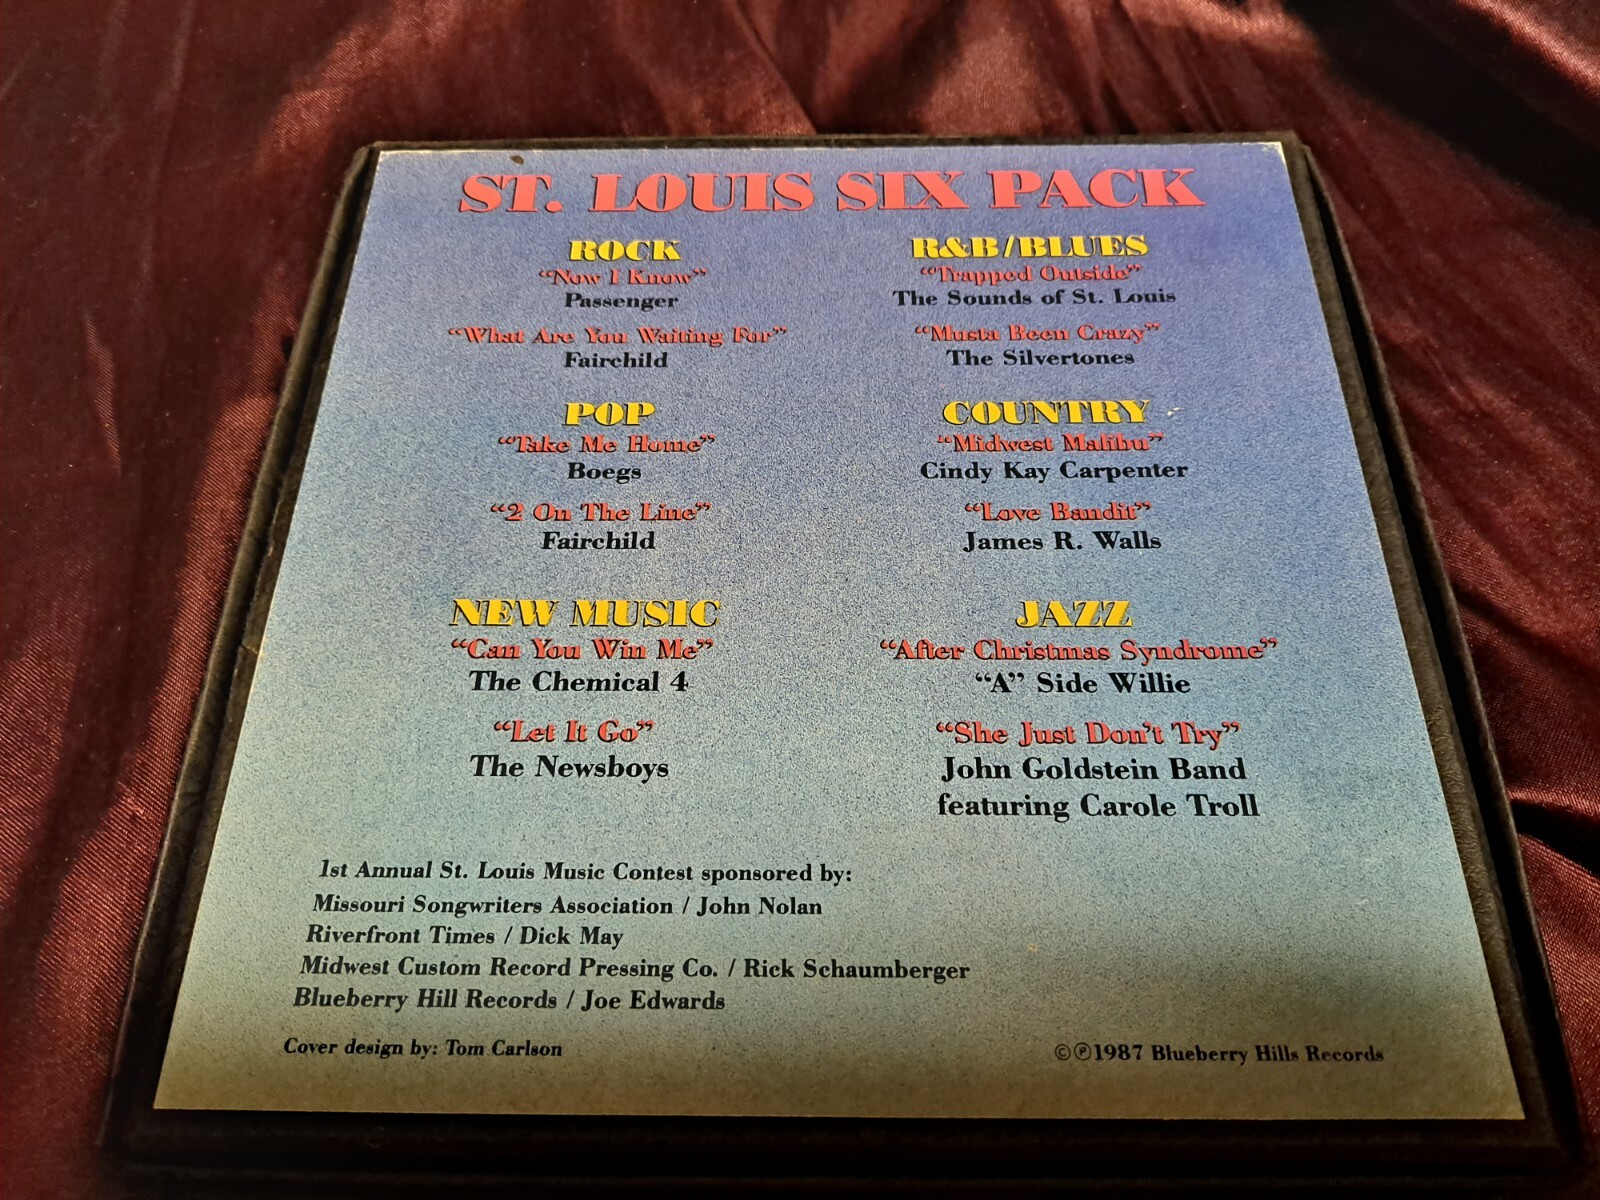 ST. LOUIS SIX PACK
ROCK
“Now I Know”
Passenger
“What Are You Waiting For”
Fairchild
POP
“Take Me Home”
Boegs
“2 On The Line”
Fairchild
NEW MUSIC
“Can You Win Me”
The Chemical 4
“Let It Go”
The Newsboys
R&B/BLUES
“Trapped Outside”
The Sounds of St. Louis
“Musta Been Crazy”
The Silvertones
COUNTRY
“Midwest Malibu”
Cindy Kay Carpenter
“Love Bandit”
James R. Walls
JAZZ
“After Christmas Syndrome”
“A” Side Willie
“She Just Don’t Try”
John Goldstein Band
featuring Carole Troll
1st Annual St. Louis Music Contest sponsored by:
Missouri Songwriters Association / John Nolan
Riverfront Times / Dick May
Midwest Custom Record Pressing Co. / Rick Schaumberger
Blueberry Hill Records / Joe Edwards
Cover design by: Tom Carlson
©℗1987 Blueberry Hills Records